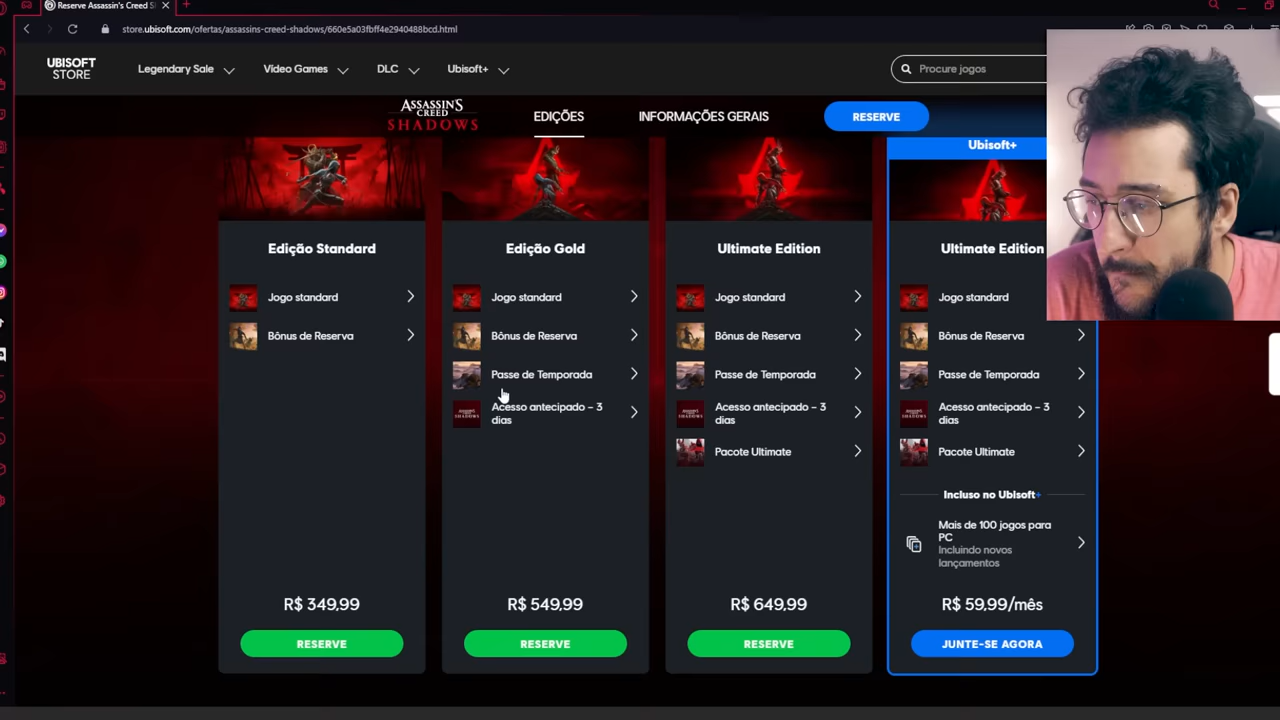 Reserve Assassin's Creed S
store.ubisoft.com/ofertas/assassins-creed-shadows/660e5a03fbff4e2940488bcd.html
UBISOFT
STORE
Legendary Sale
Video Games
DLC
Ubisoft+
Procure jogos
ASSASSIN'S
CREED
SHADOWS
EDIÇÕES
INFORMAÇÕES GERAIS
RESERVE
Edição Standard
Jogo standard
Bônus de Reserva
R$ 349,99
RESERVE
Edição Gold
Jogo standard
Bônus de Reserva
Passe de Temporada
Acesso antecipado – 3
dias
R$ 549,99
RESERVE
Ultimate Edition
Jogo standard
Bônus de Reserva
Passe de Temporada
Acesso antecipado – 3
dias
Pacote Ultimate
R$ 649,99
RESERVE
Ubisoft+
Ultimate Edition
Jogo standard
Bônus de Reserva
Passe de Temporada
Acesso antecipado – 3
dias
Pacote Ultimate
Incluso no Ubisoft+
Mais de 100 jogos para
PC
Incluindo novos
lançamentos
R$ 59,99/mês
JUNTE-SE AGORA